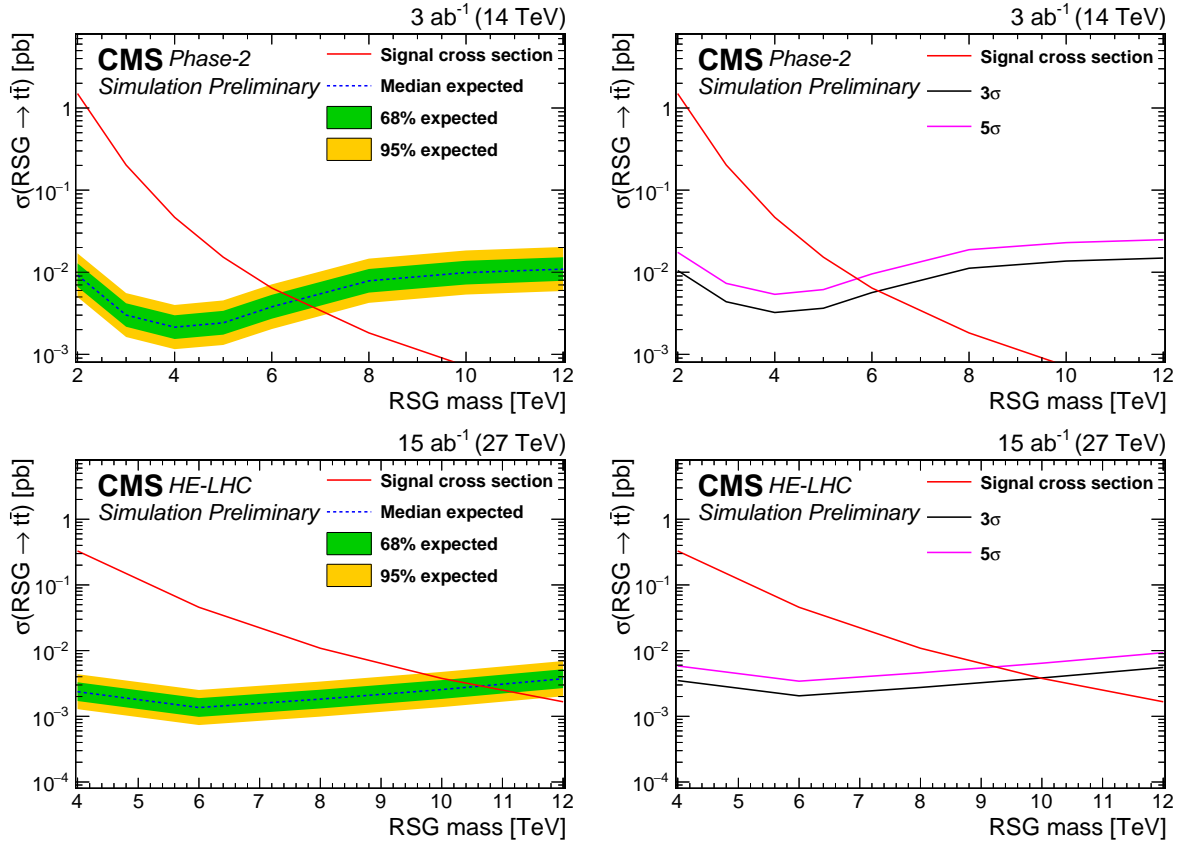 3 ab⁻¹ (14 TeV)
CMS Phase-2
Simulation Preliminary
Signal cross section
Median expected
68% expected
95% expected
σ(RSG → tt̄) [pb]
1
10⁻¹
10⁻²
10⁻³
2 4 6 8 10 12
RSG mass [TeV]
3 ab⁻¹ (14 TeV)
CMS Phase-2
Simulation Preliminary
Signal cross section
3σ
5σ
σ(RSG → tt̄) [pb]
1
10⁻¹
10⁻²
10⁻³
2 4 6 8 10 12
RSG mass [TeV]
15 ab⁻¹ (27 TeV)
CMS HE-LHC
Simulation Preliminary
Signal cross section
Median expected
68% expected
95% expected
σ(RSG → tt̄) [pb]
1
10⁻¹
10⁻²
10⁻³
10⁻⁴
4 5 6 7 8 9 10 11 12
RSG mass [TeV]
15 ab⁻¹ (27 TeV)
CMS HE-LHC
Simulation Preliminary
Signal cross section
3σ
5σ
σ(RSG → tt̄) [pb]
1
10⁻¹
10⁻²
10⁻³
10⁻⁴
4 5 6 7 8 9 10 11 12
RSG mass [TeV]